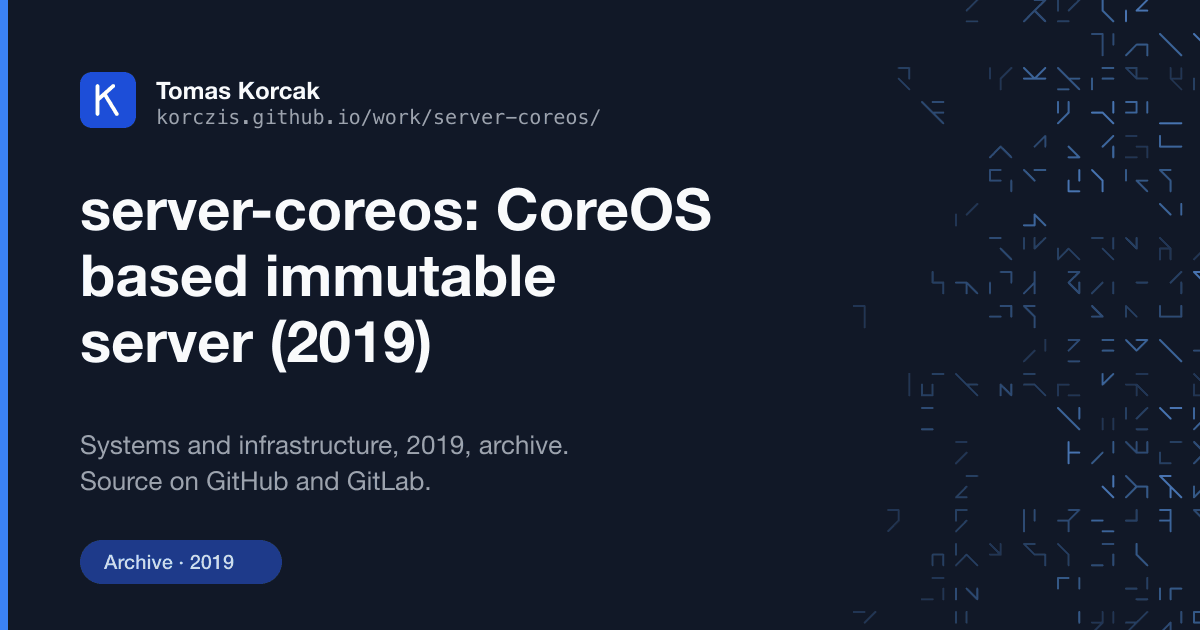 K
Tomas Korcak
korczis.github.io/work/server-coreos/
server-coreos: CoreOS
based immutable
server (2019)
Systems and infrastructure, 2019, archive.
Source on GitHub and GitLab.
Archive · 2019